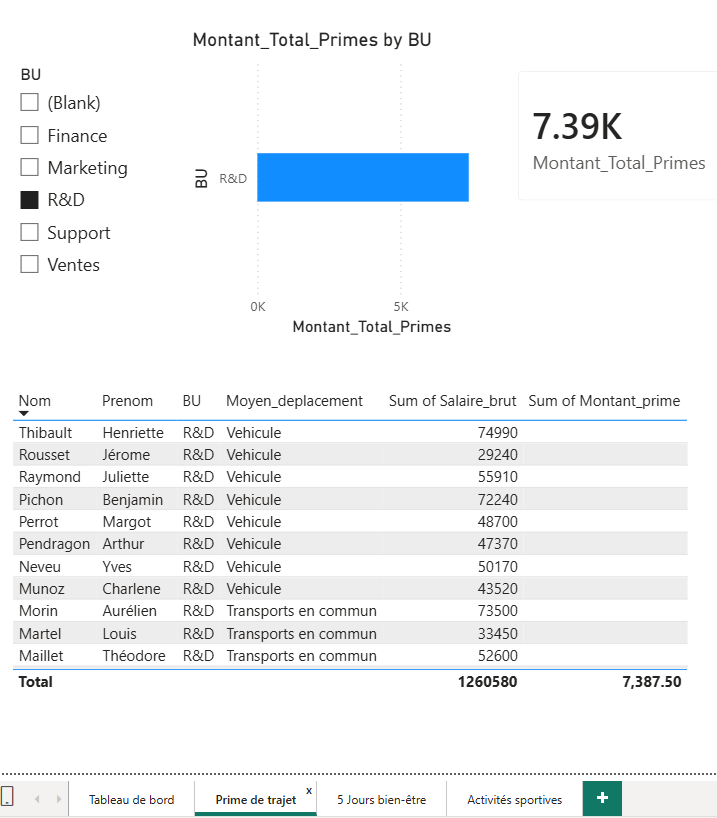 Montant_Total_Primes by BU
BU
(Blank)
Finance
Marketing
R&D
Support
Ventes
BU
R&D
0K 5K
Montant_Total_Primes
7.39K
Montant_Total_Primes
Nom Prenom BU Moyen_deplacement Sum of Salaire_brut Sum of Montant_prime
Thibault Henriette R&D Vehicule 74990
Rousset Jérome R&D Vehicule 29240
Raymond Juliette R&D Vehicule 55910
Pichon Benjamin R&D Vehicule 72240
Perrot Margot R&D Vehicule 48700
Pendragon Arthur R&D Vehicule 47370
Neveu Yves R&D Vehicule 50170
Munoz Charlene R&D Vehicule 43520
Morin Aurélien R&D Transports en commun 73500
Martel Louis R&D Transports en commun 33450
Maillet Théodore R&D Transports en commun 52600
Total 1260580 7,387.50
Tableau de bord Prime de trajet x 5 Jours bien-être Activités sportives +